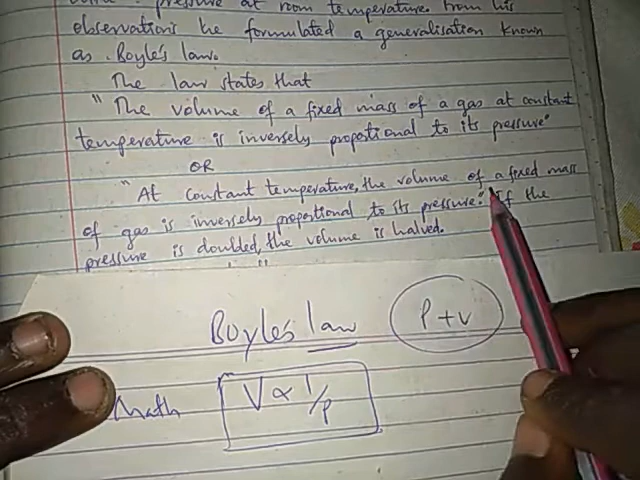 pressure at room temperature. From his
observations he formulated a generalisation known
as Boyle's law.
The law states that
"The volume of a fixed mass of a gas at constant
temperature is inversely proportional to its pressure"
OR
"At constant temperature, the volume of a fixed mass
of gas is inversely propotional to its pressure." If the
pressure is doulded, the volume is halved.
Boyle's law P+V
Math V ∝ 1/P